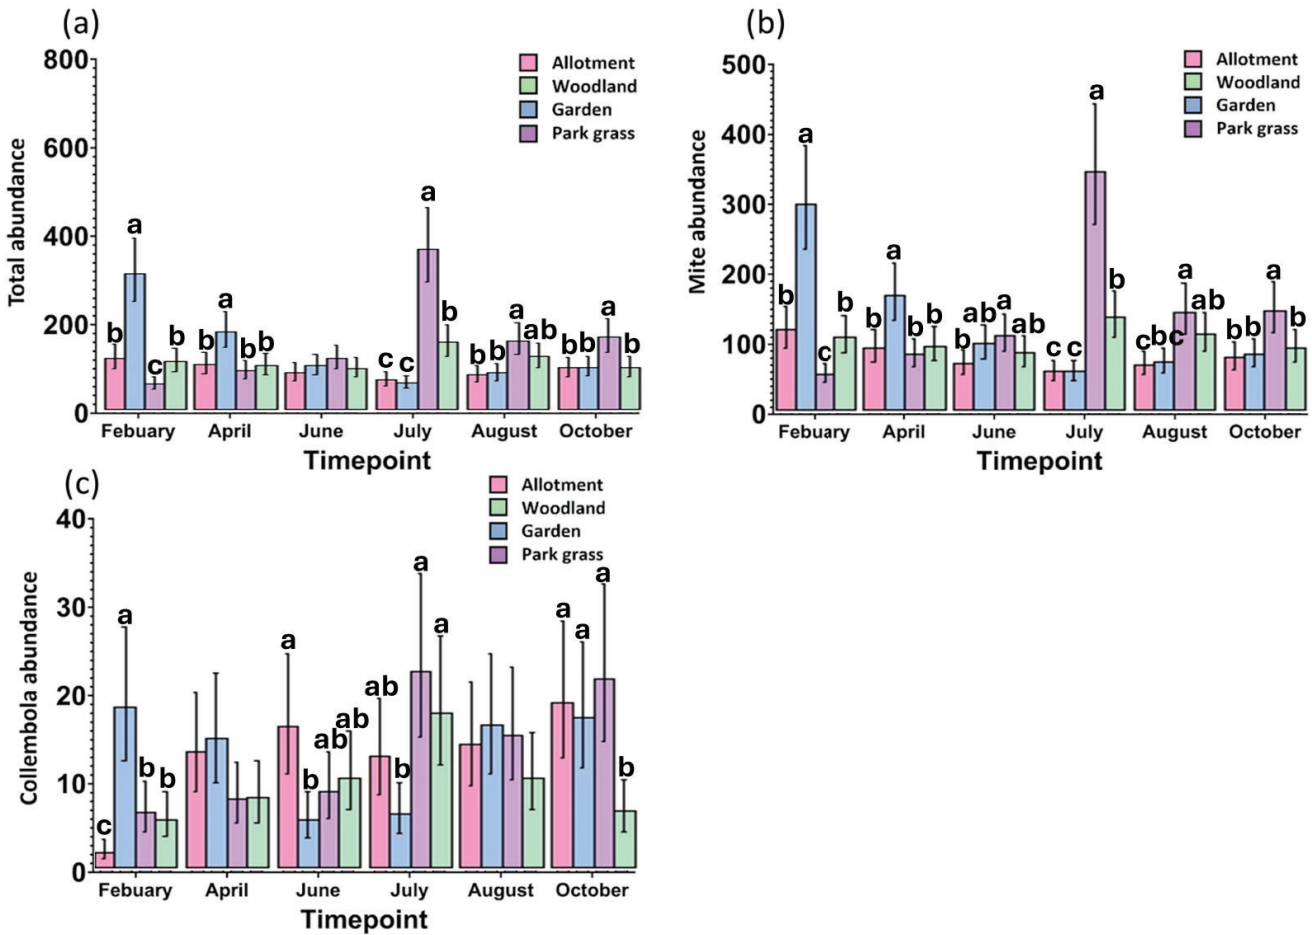 (a)
800
600
400
200
0
Total abundance
Allotment
Woodland
Garden
Park grass
b a c b
b a b b
c c a b
b b a ab
b b a b
Febuary April June July August October
Timepoint
(b)
500
400
300
200
100
0
Mite abundance
Allotment
Woodland
Garden
Park grass
b a c b
b a b b
b ab a ab
c c a b
c bc a ab
b b a b
Febuary April June July August October
Timepoint
(c)
40
30
20
10
0
Collembola abundance
Allotment
Woodland
Garden
Park grass
c a b b
a b ab ab
ab b a a
a a a b
Febuary April June July August October
Timepoint